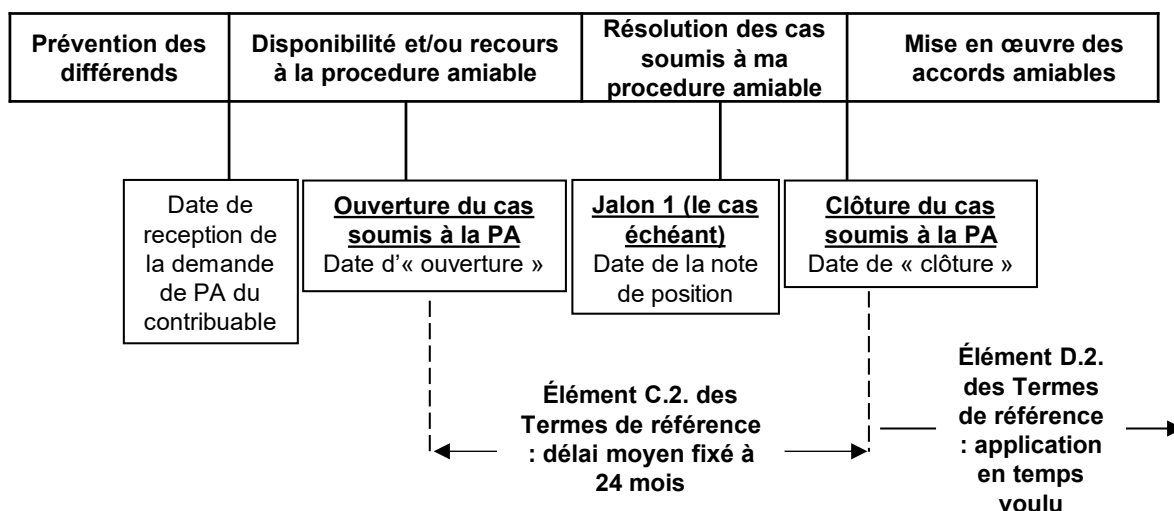 Prévention des
différends
Disponibilité et/ou recours
à la procedure amiable
Résolution des cas
soumis à ma
procedure amiable
Mise en œuvre des
accords amiables
Date de
reception de
la demande
de PA du
contribuable
Ouverture du cas
soumis à la PA
Date d'« ouverture »
Jalon 1 (le cas
échéant)
Date de la note
de position
Clôture du cas
soumis à la PA
Date de « clôture »
Élément C.2. des
Termes de référence
: délai moyen fixé à
24 mois
Élément D.2.
des Termes
de référence
: application
en temps
voulu